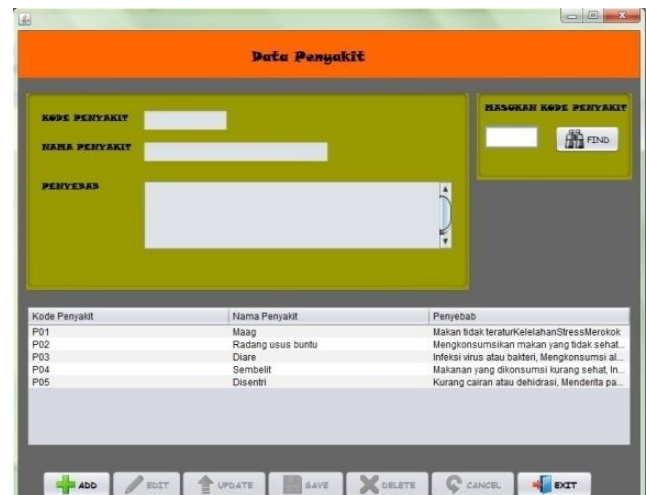 Data Penyakit
KODE PENYAKIT
NAMA PENYAKIT
PENYEBAB
MASUKAN KODE PENYAKIT
FIND
Kode Penyakit Nama Penyakit Penyebab
P01 Maag Makan tidak teraturKelelahanStressMerokok
P02 Radang usus buntu Mengkonsumsikan makan yang tidak sehat...
P03 Diare Infeksi virus atau bakteri, Mengkonsumsi al...
P04 Sembelit Makanan yang dikonsumsi kurang sehat, In...
P05 Disentri Kurang cairan atau dehidrasi, Menderita pa...
ADD EDIT UPDATE SAVE DELETE CANCEL EXIT